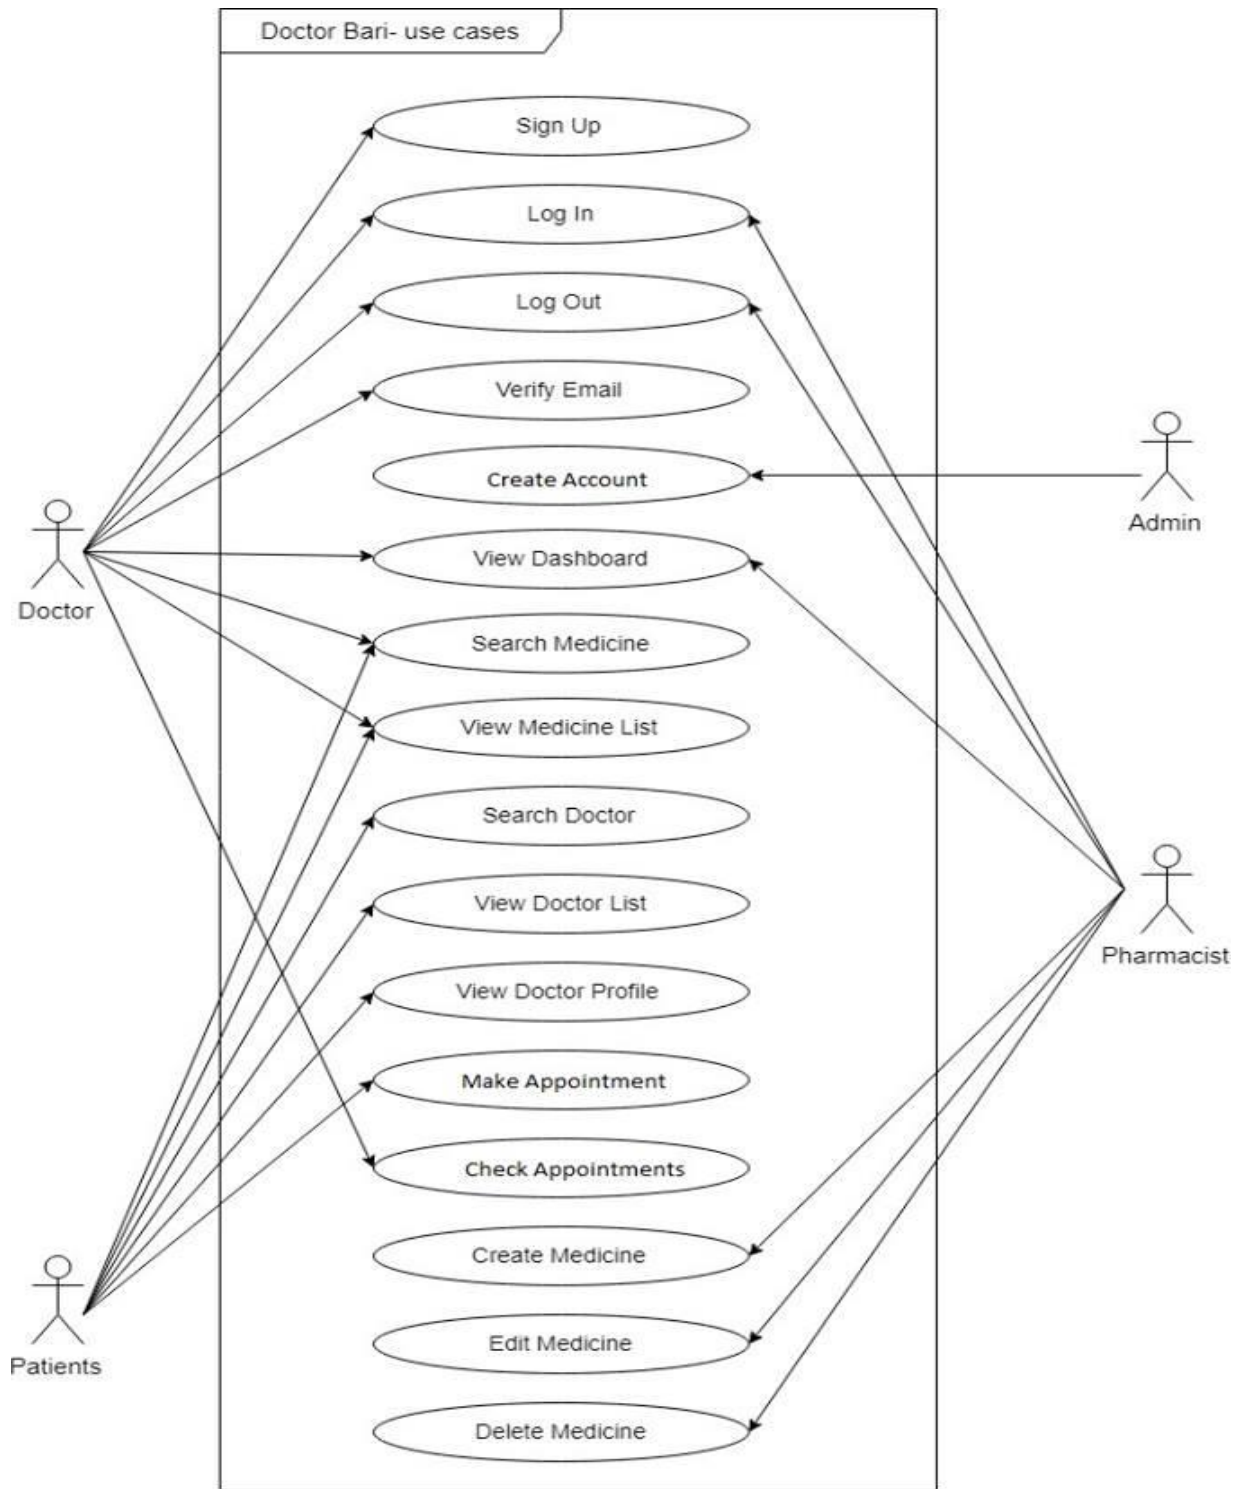 Doctor Bari- use cases
Sign Up
Log In
Log Out
Verify Email
Create Account
Admin
View Dashboard
Doctor
Search Medicine
View Medicine List
Search Doctor
View Doctor List
Pharmacist
View Doctor Profile
Make Appointment
Check Appointments
Create Medicine
Edit Medicine
Patients
Delete Medicine